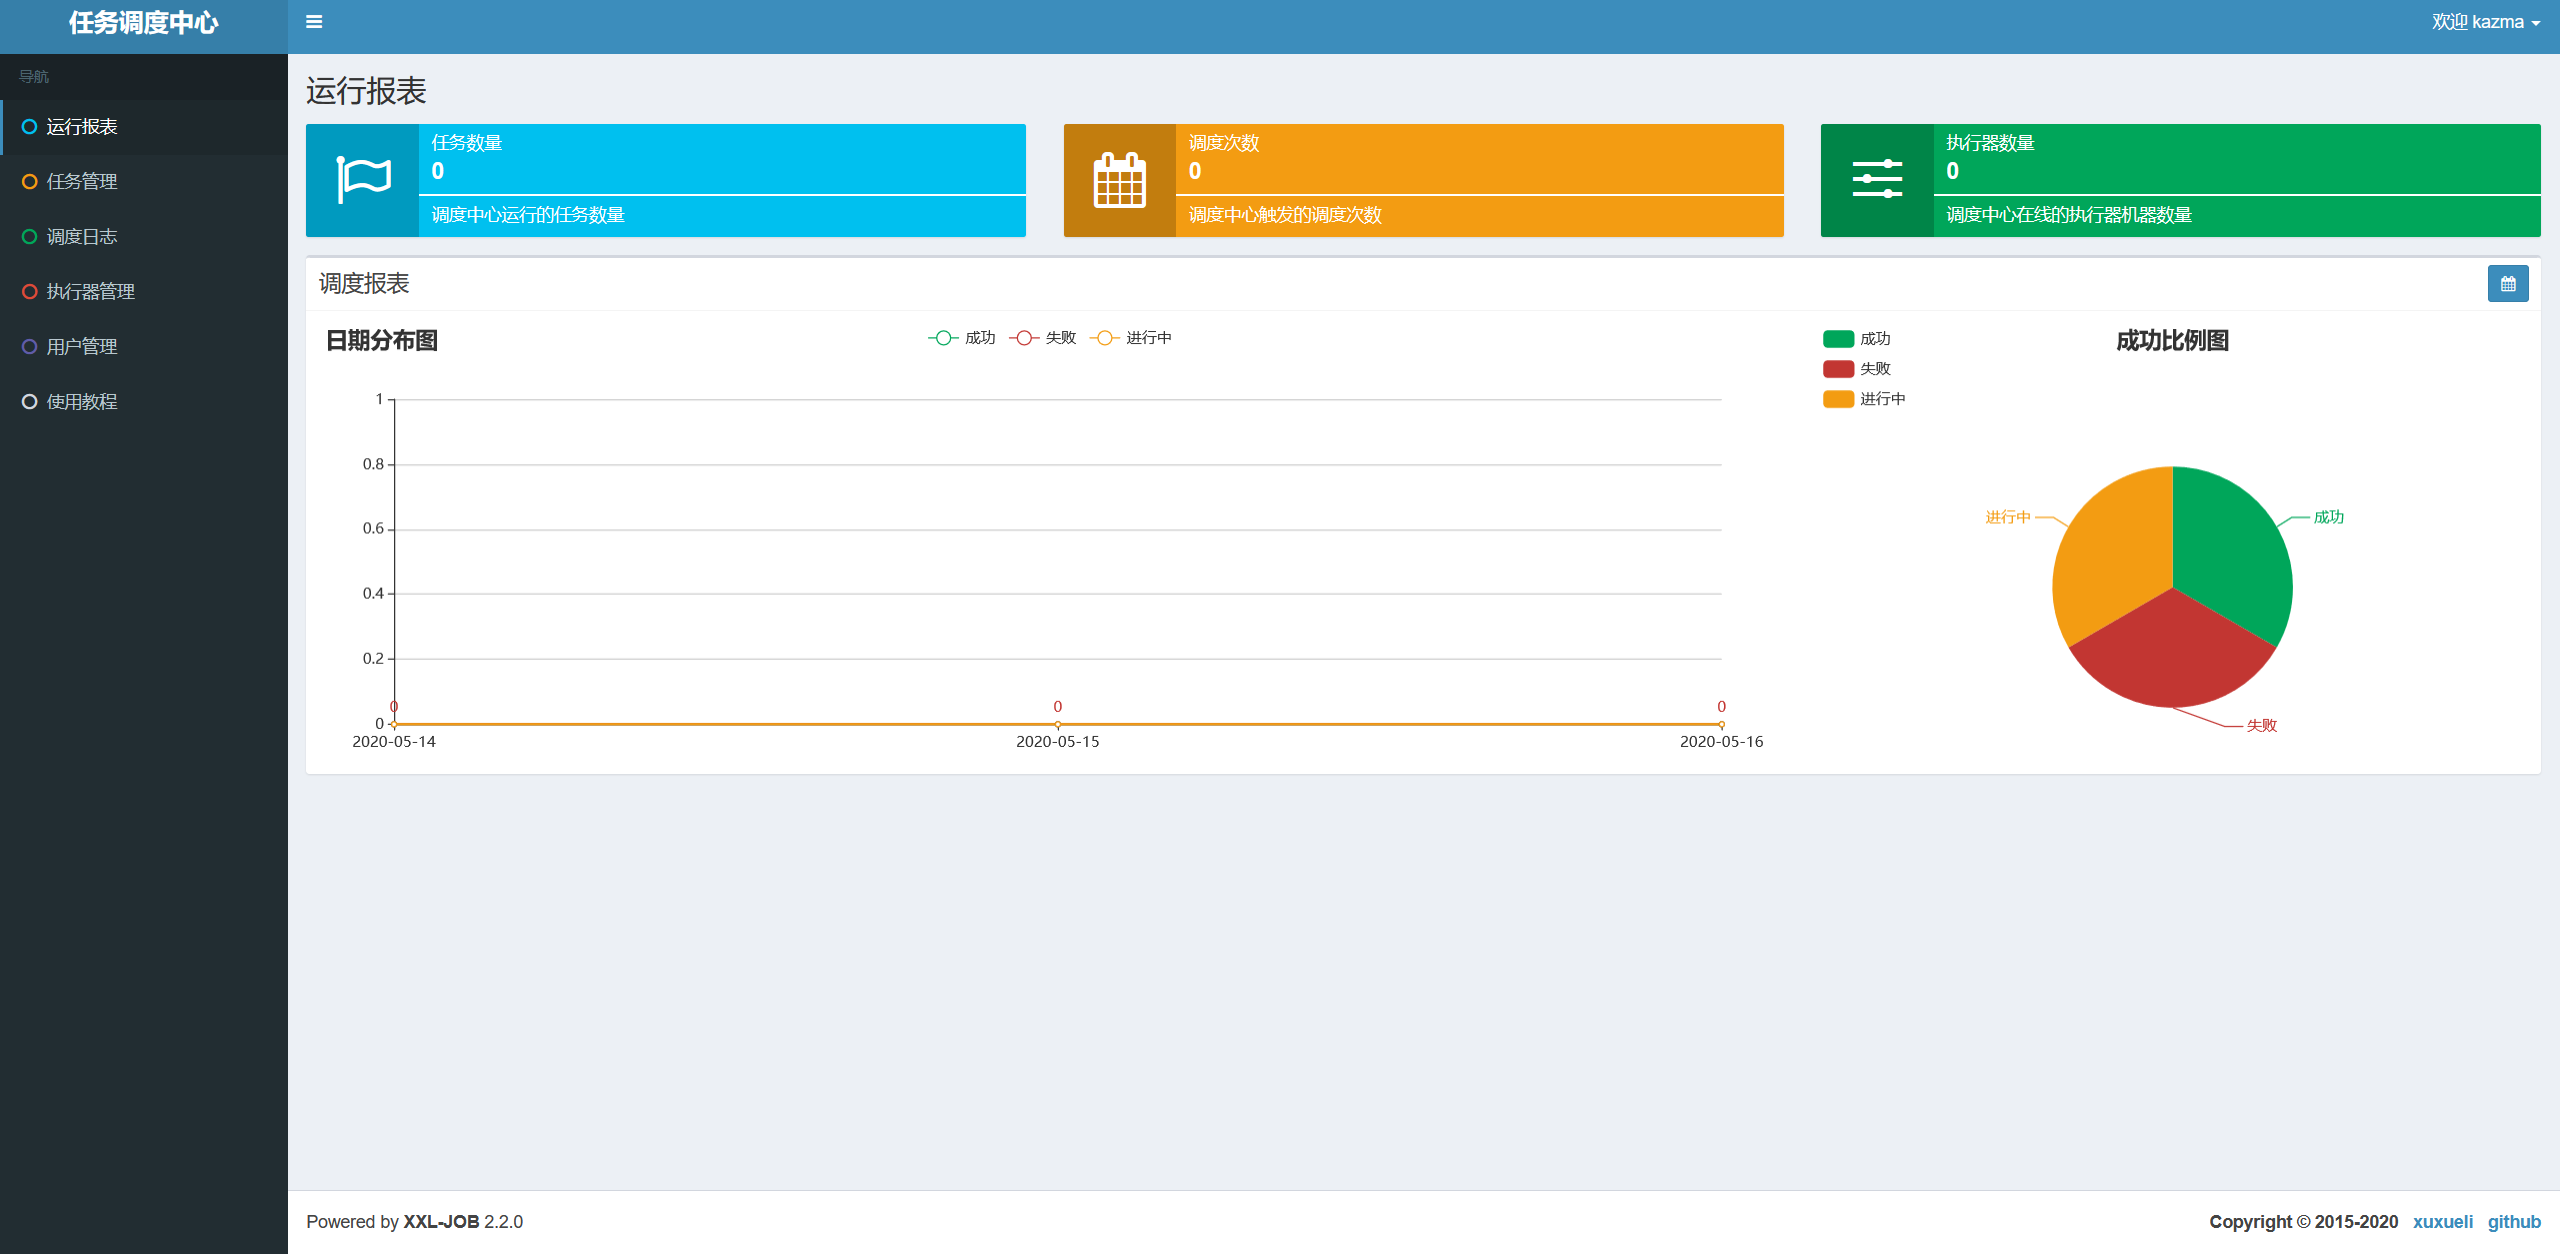 任务调度中心
欢迎 kazma
导航
运行报表
任务管理
调度日志
执行器管理
用户管理
使用教程
运行报表
任务数量
0
调度中心运行的任务数量
调度次数
0
调度中心触发的调度次数
执行器数量
0
调度中心在线的执行器机器数量
调度报表
日期分布图
成功 失败 进行中
1
0.8
0.6
0.4
0.2
0
0 0 0
2020-05-14 2020-05-15 2020-05-16
成功
失败
进行中
成功比例图
进行中
成功
失败
Powered by XXL-JOB 2.2.0
Copyright © 2015-2020 xuxueli github